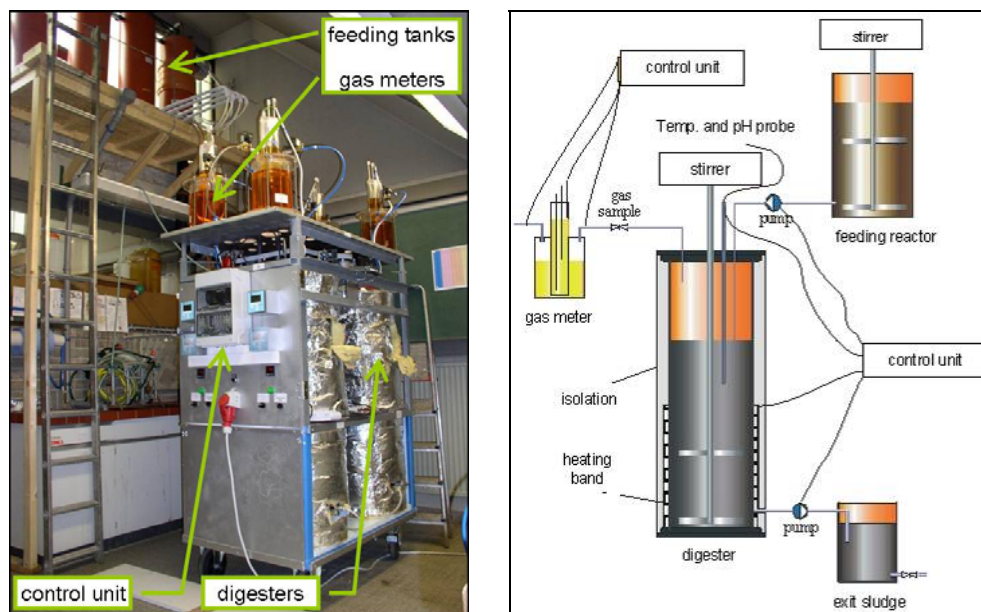 feeding tanks
gas meters
control unit
digesters
stirrer
control unit
Temp. and pH probe
stirrer
gas
sample
pump
feeding reactor
gas meter
control unit
isolation
heating
band
pump
digester
exit sludge